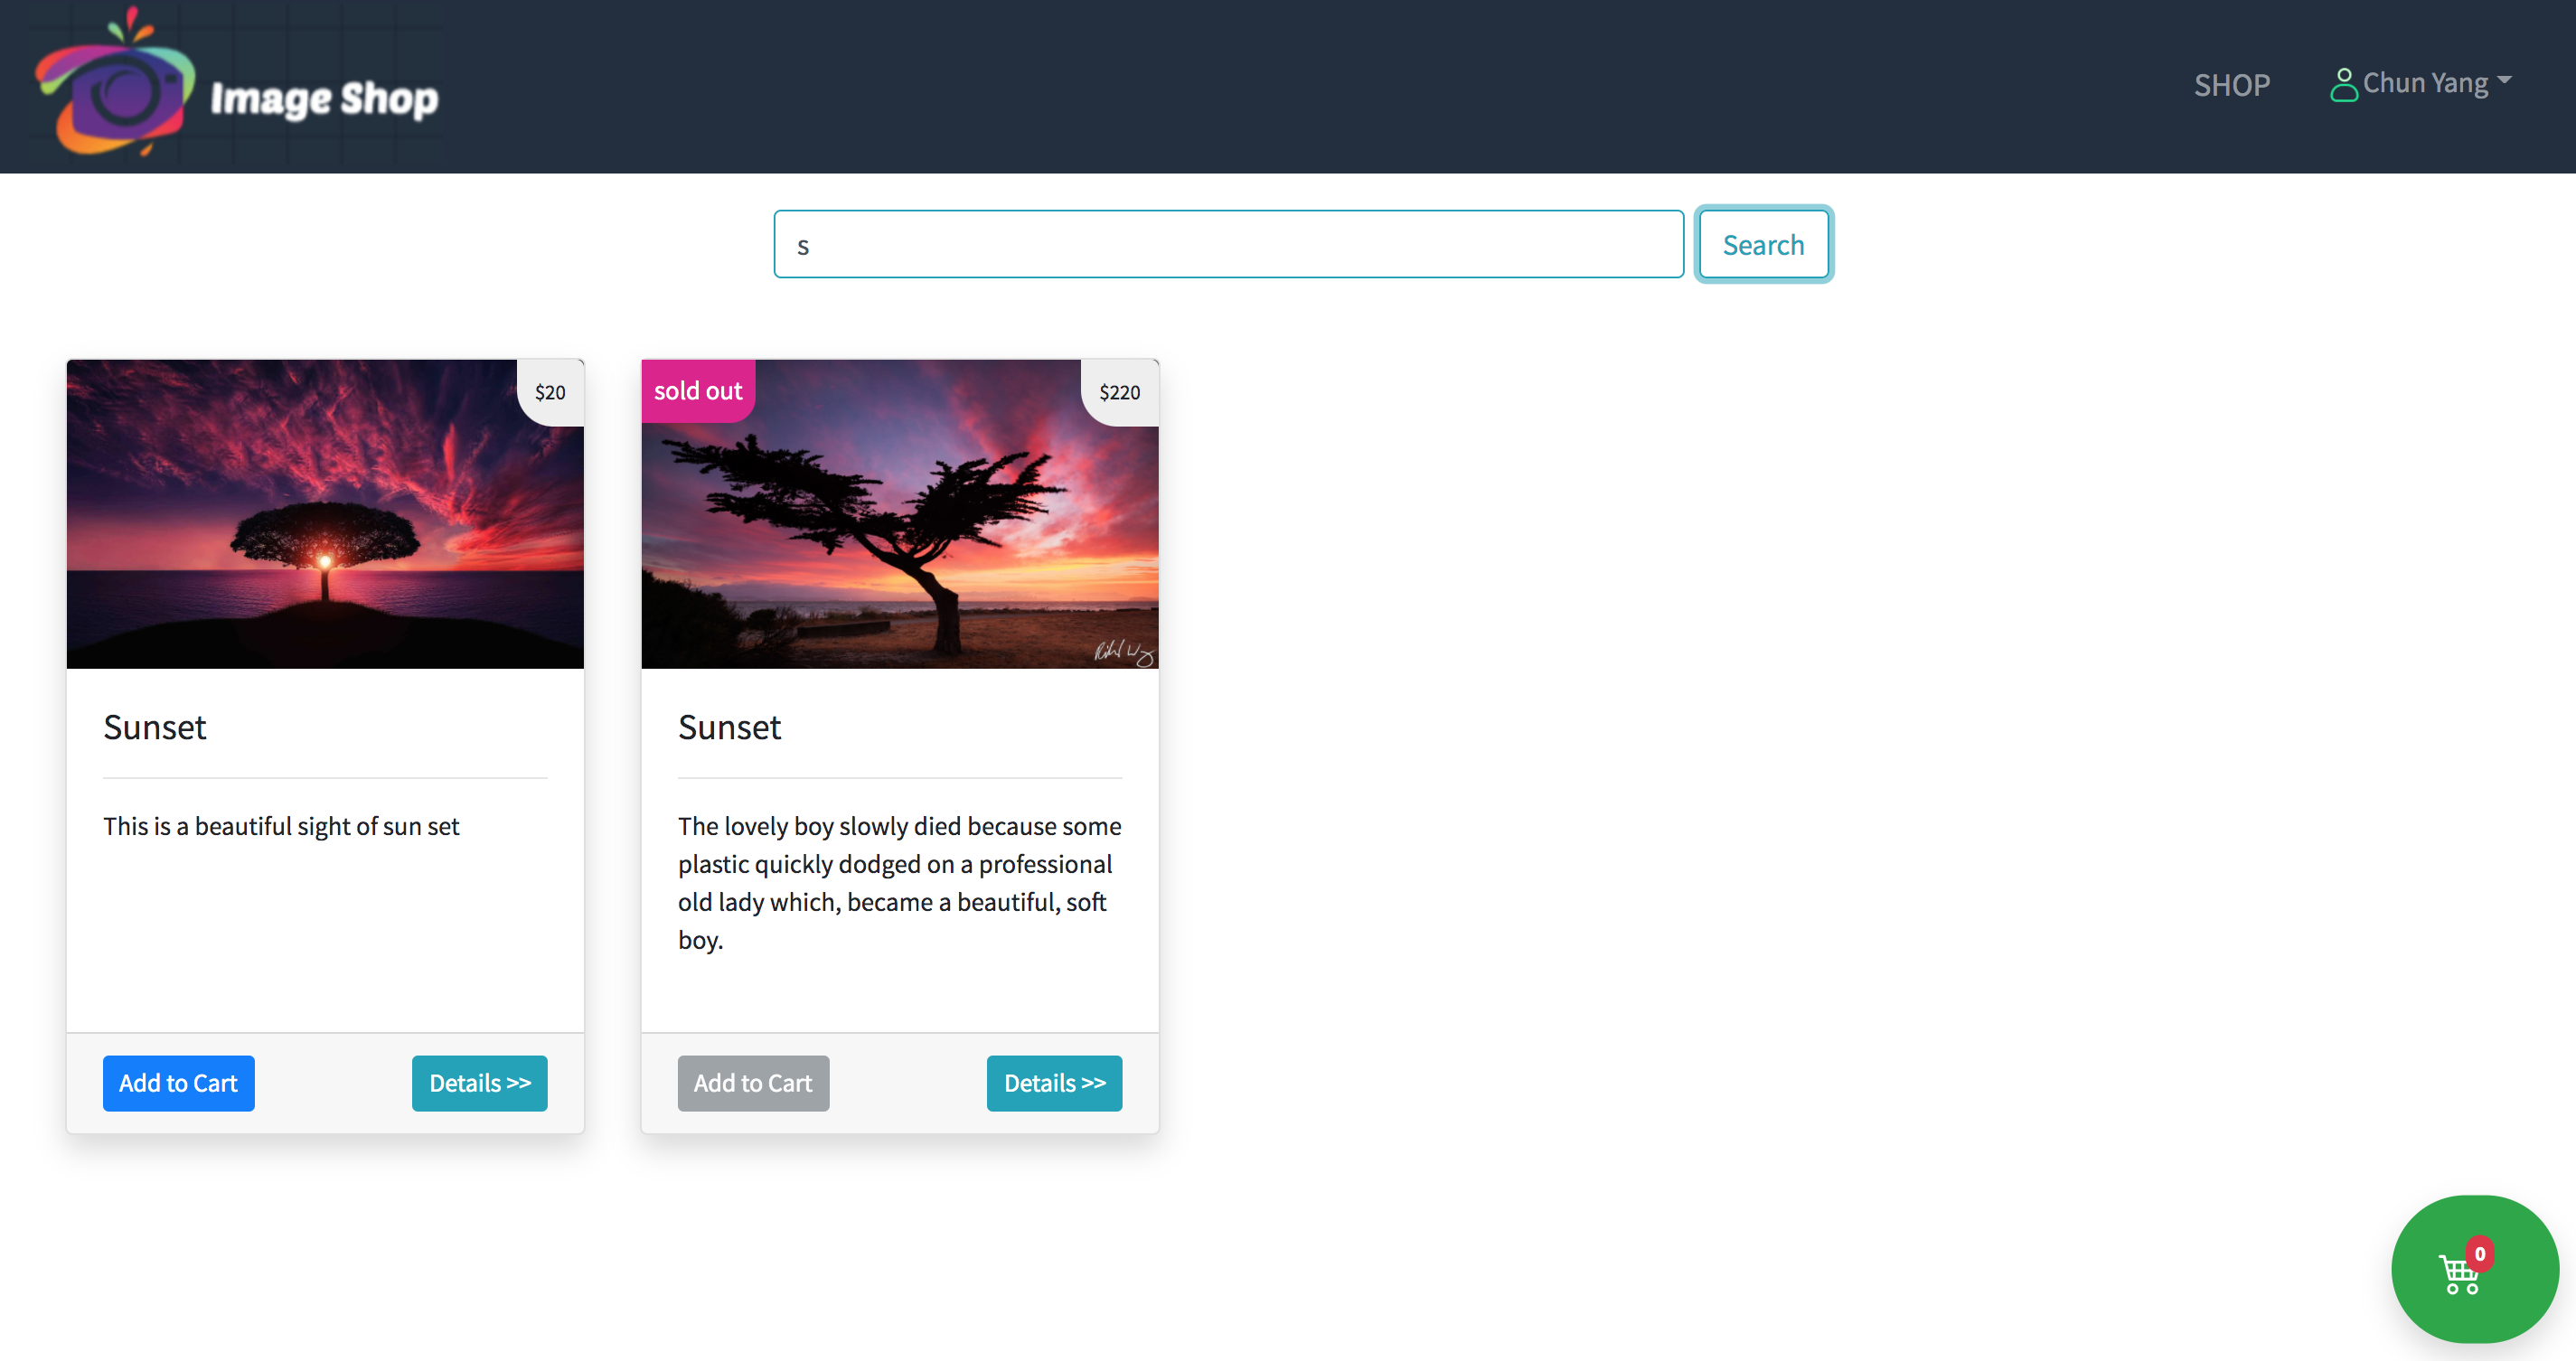 Image Shop
SHOP
Chun Yang
s
Search
$20
sold out
$220
Sunset
This is a beautiful sight of sun set
Add to Cart
Details >>
Sunset
The lovely boy slowly died because some
plastic quickly dodged on a professional
old lady which, became a beautiful, soft
boy.
Add to Cart
Details >>
0